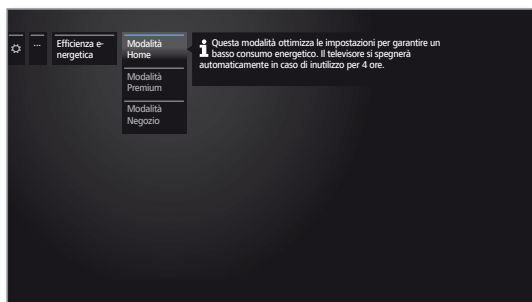 ...
Efficienza e-
nergetica
Modalità
Home
Modalità
Premium
Modalità
Negozio
i Questa modalità ottimizza le impostazioni per garantire un
basso consumo energetico. Il televisore si spegnerà
automaticamente in caso di inutilizzo per 4 ore.